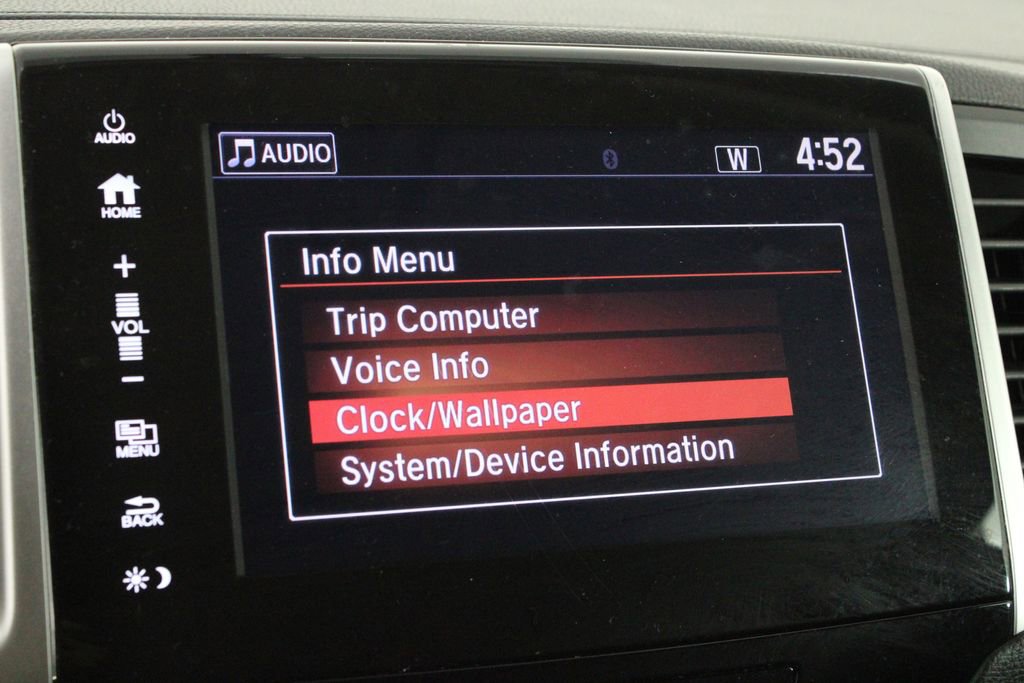 AUDIO
HOME
+
VOL
−
MENU
BACK
AUDIO
W
4:52
Info Menu
Trip Computer
Voice Info
Clock/Wallpaper
System/Device Information